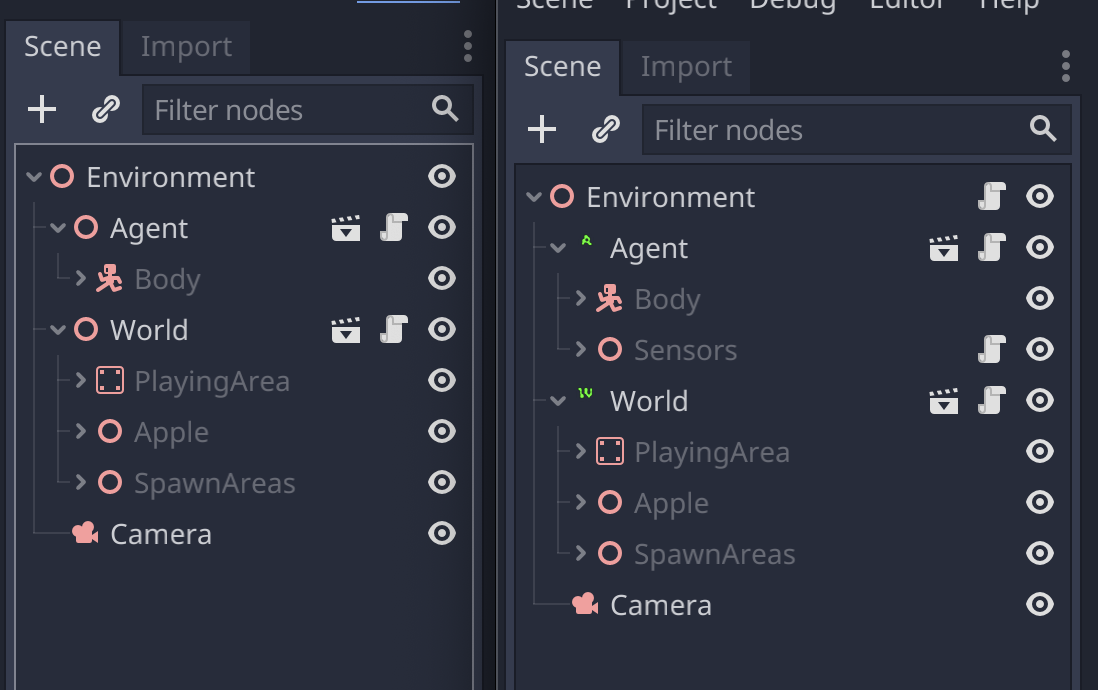 Scene Import
Filter nodes
Environment
Agent
Body
World
PlayingArea
Apple
SpawnAreas
Camera
Scene Project Debug Editor Help
Scene Import
Filter nodes
Environment
A Agent
Body
Sensors
W World
PlayingArea
Apple
SpawnAreas
Camera